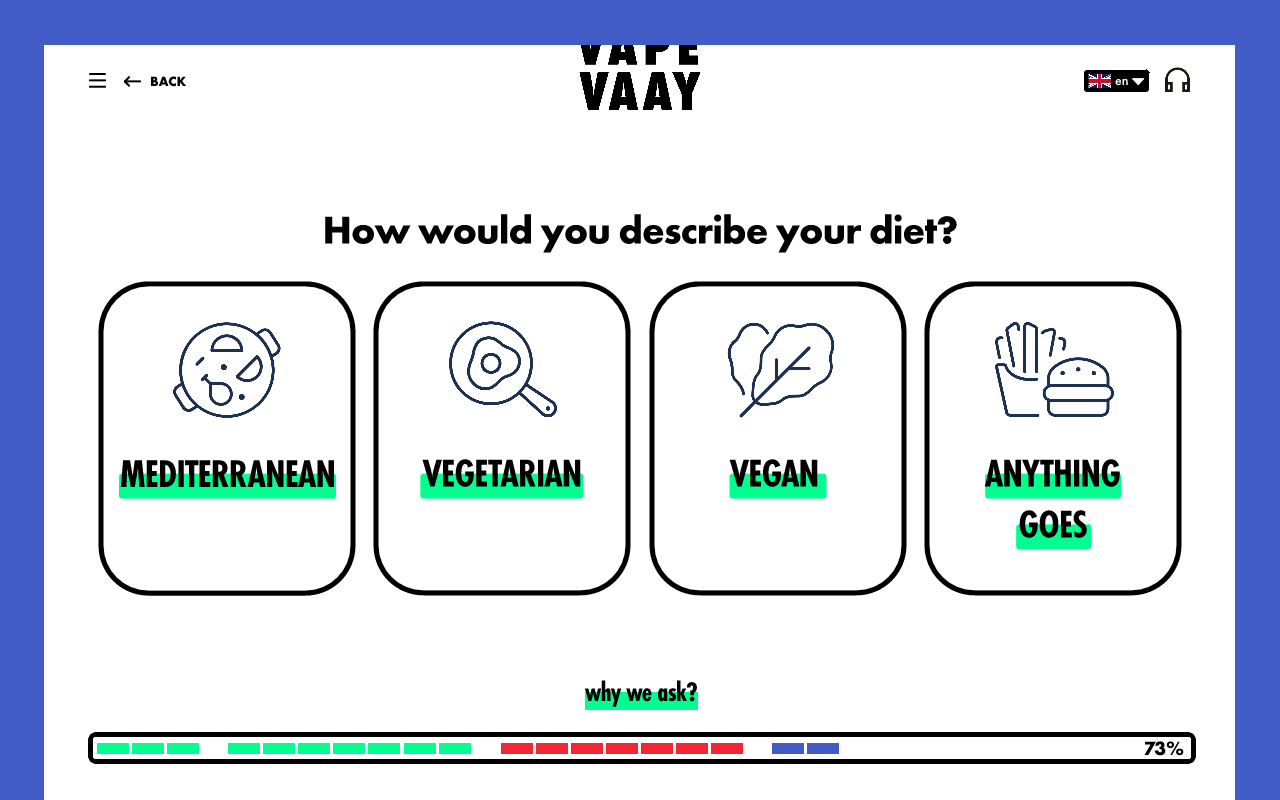 VAPE
VAAY
BACK
en
How would you describe your diet?
MEDITERRANEAN
VEGETARIAN
VEGAN
ANYTHING
GOES
why we ask?
73%